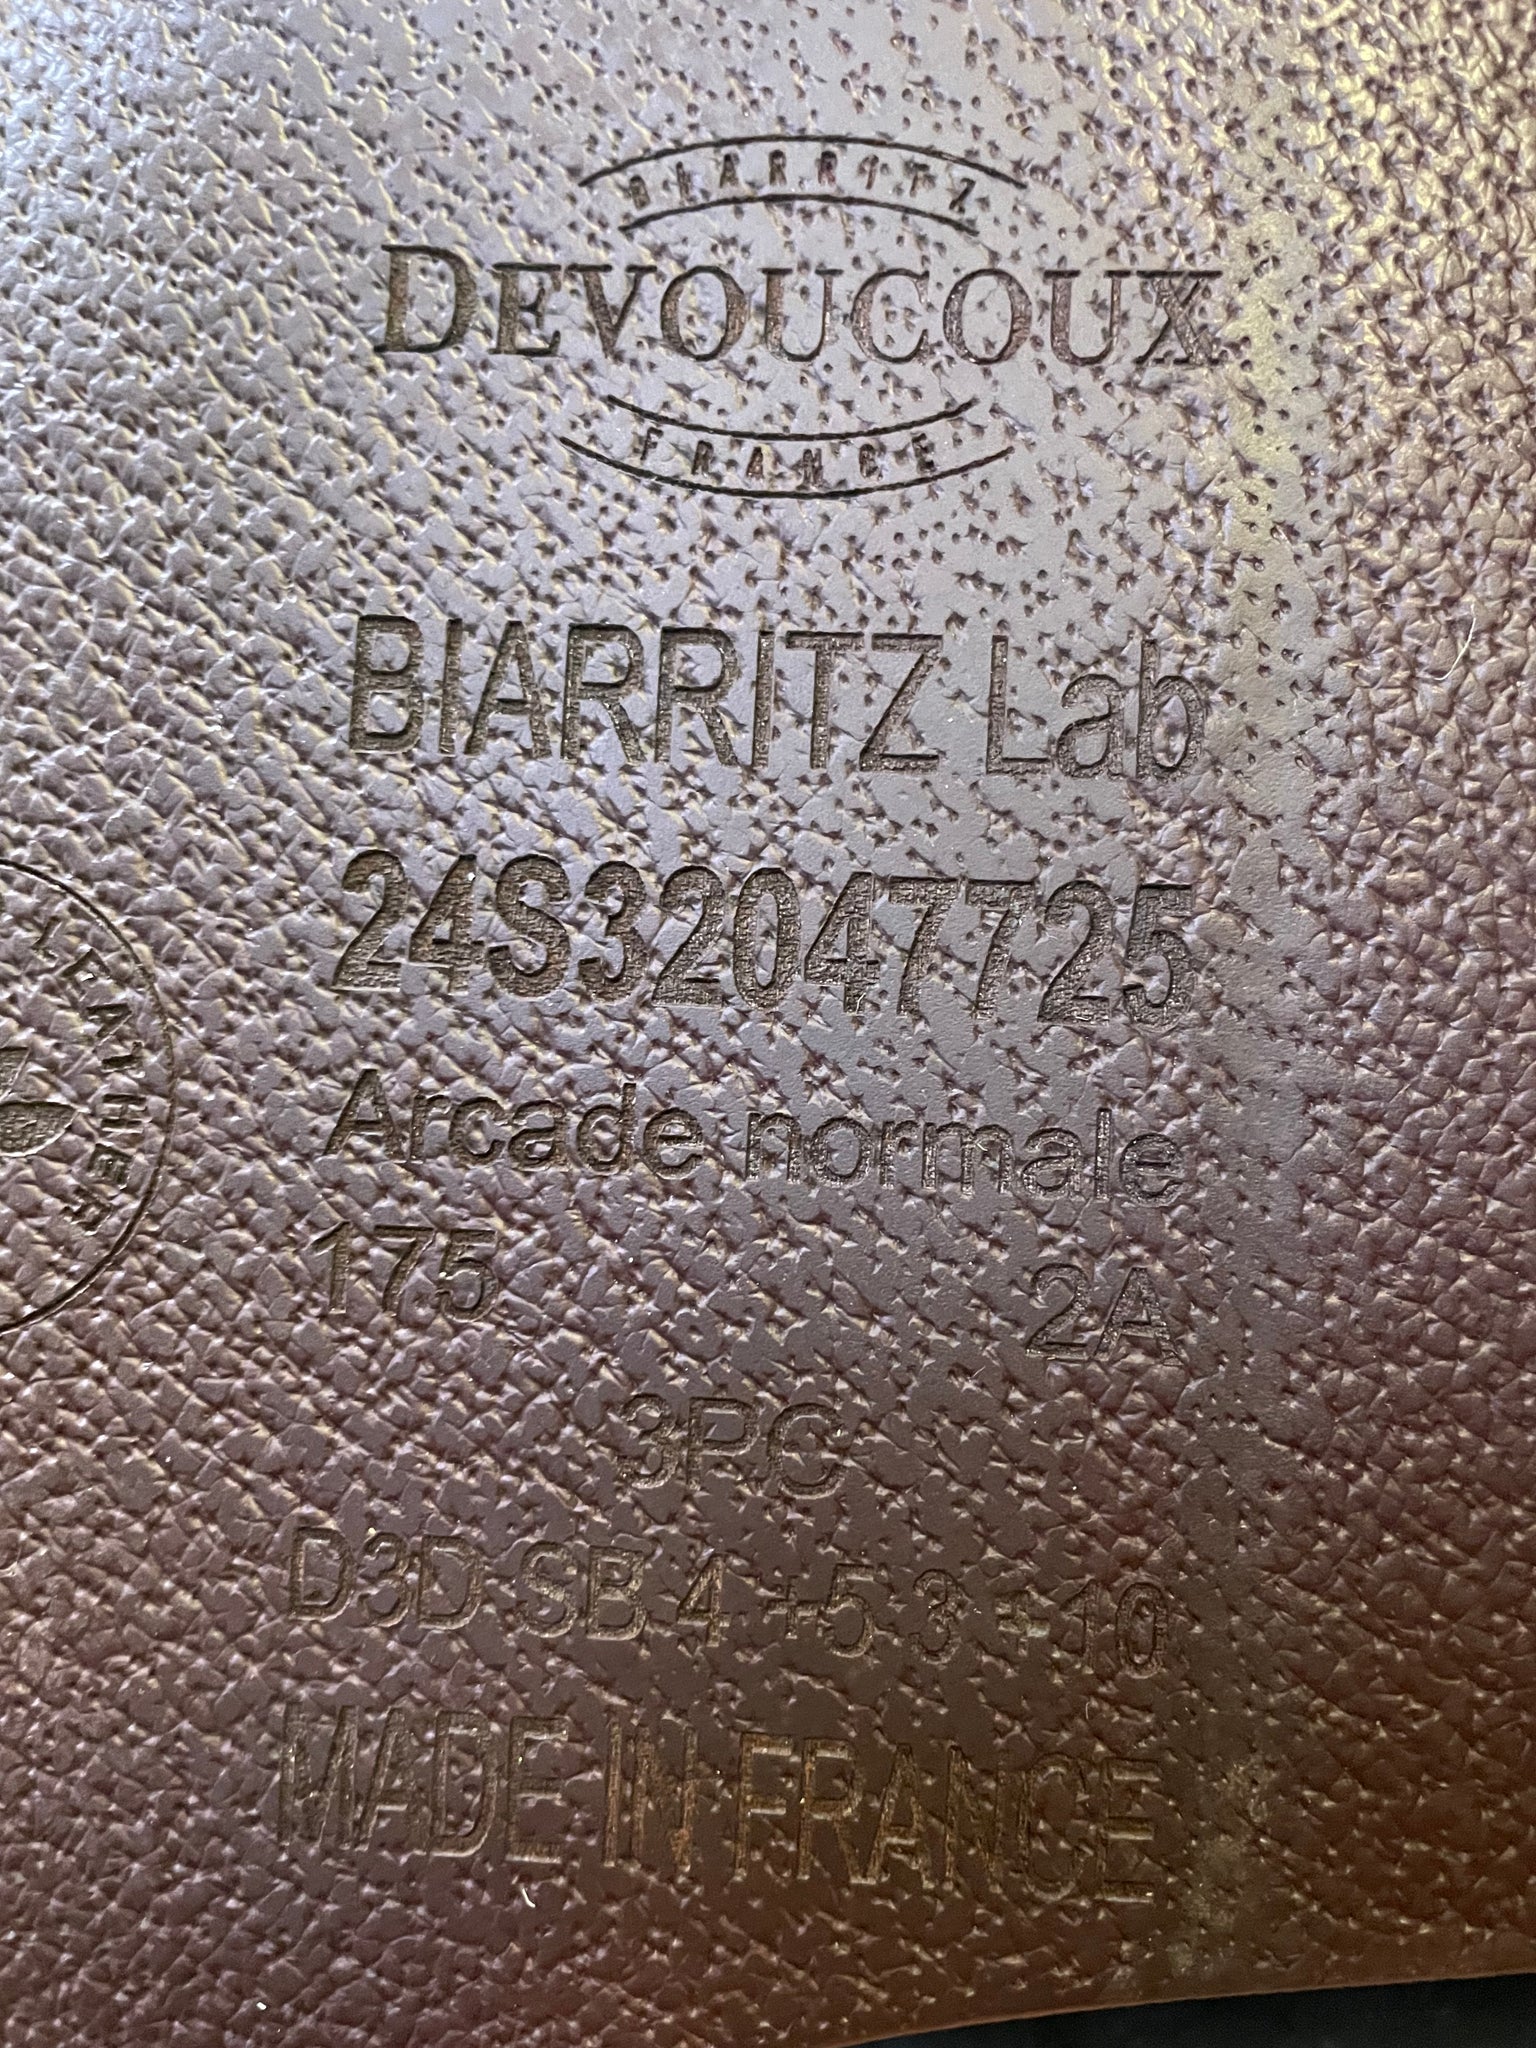 BIARRITZ
DEVOUCOUX
FRANCE
BIARRITZ Lab
24S32047725
Arcade normale
175 2A
3PC
D3D SB 4 +5 3 +10
MADE IN FRANCE
LEATHER